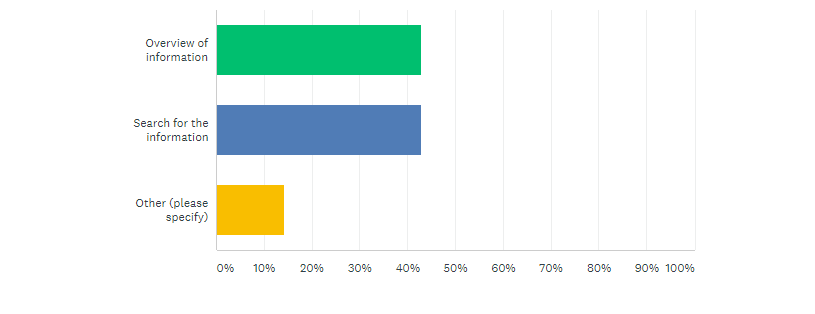 Overview of
information
Search for the
information
Other (please
specify)
0% 10% 20% 30% 40% 50% 60% 70% 80% 90% 100%